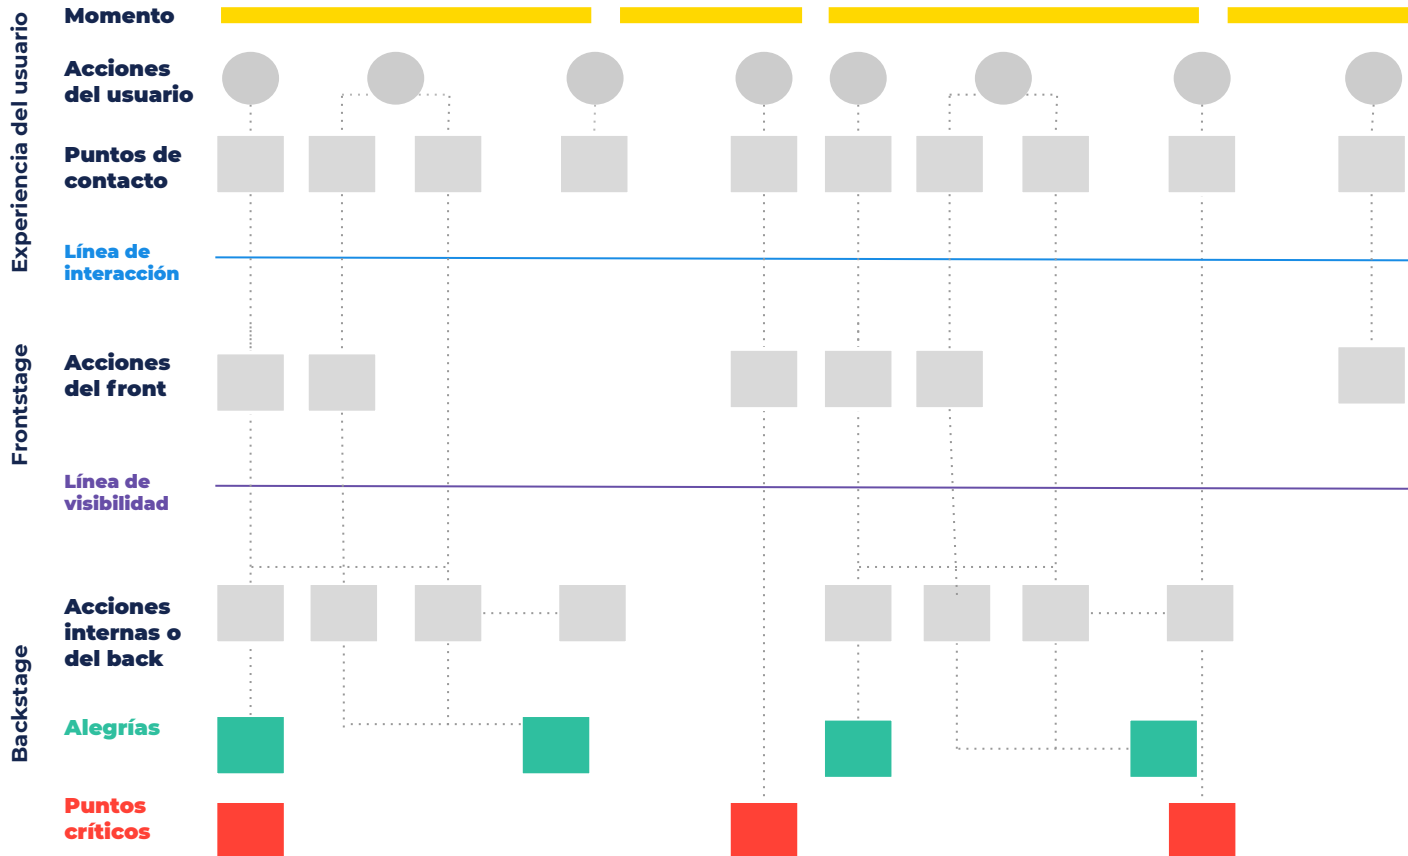 Experiencia del usuario
Momento
Acciones
del usuario
Puntos de
contacto
Línea de
interacción
Frontstage
Acciones
del front
Línea de
visibilidad
Backstage
Acciones
internas o
del back
Alegrías
Puntos
críticos